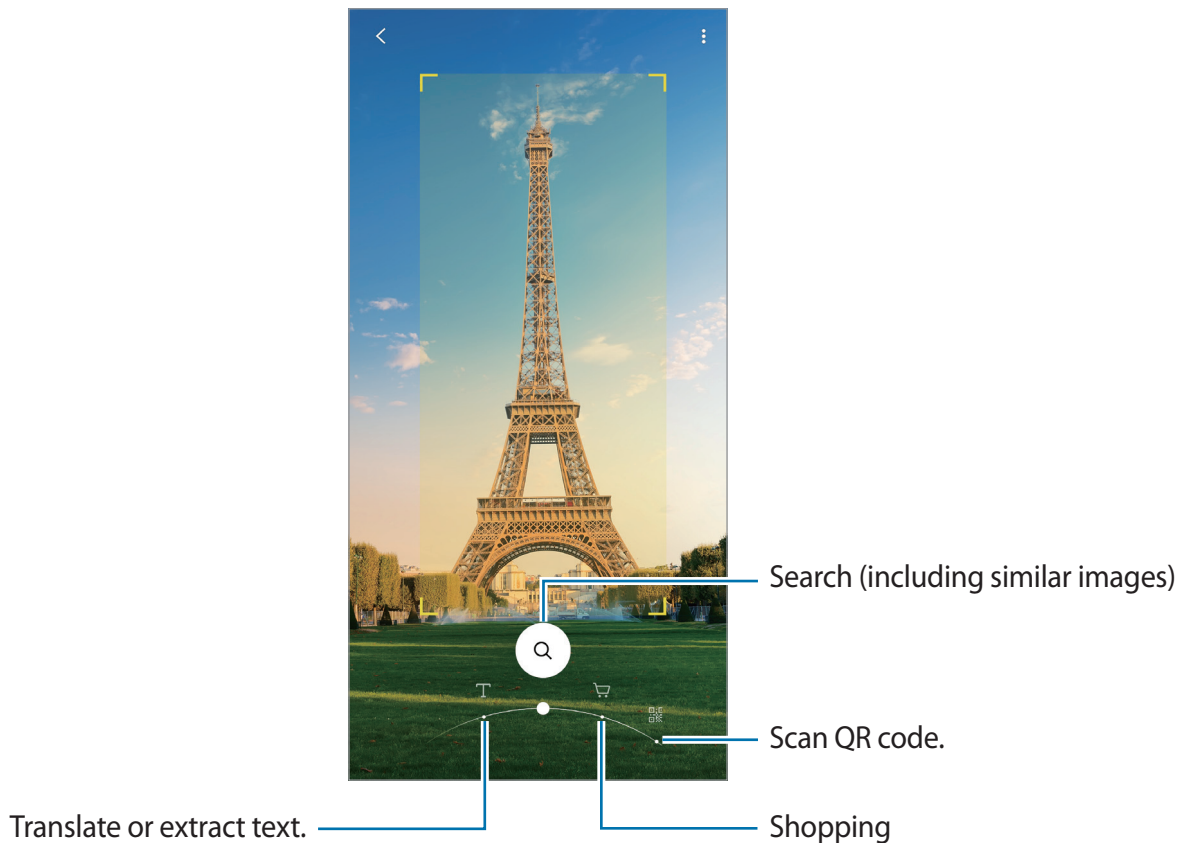 Search (including similar images)
T
Scan QR code.
Translate or extract text.
Shopping